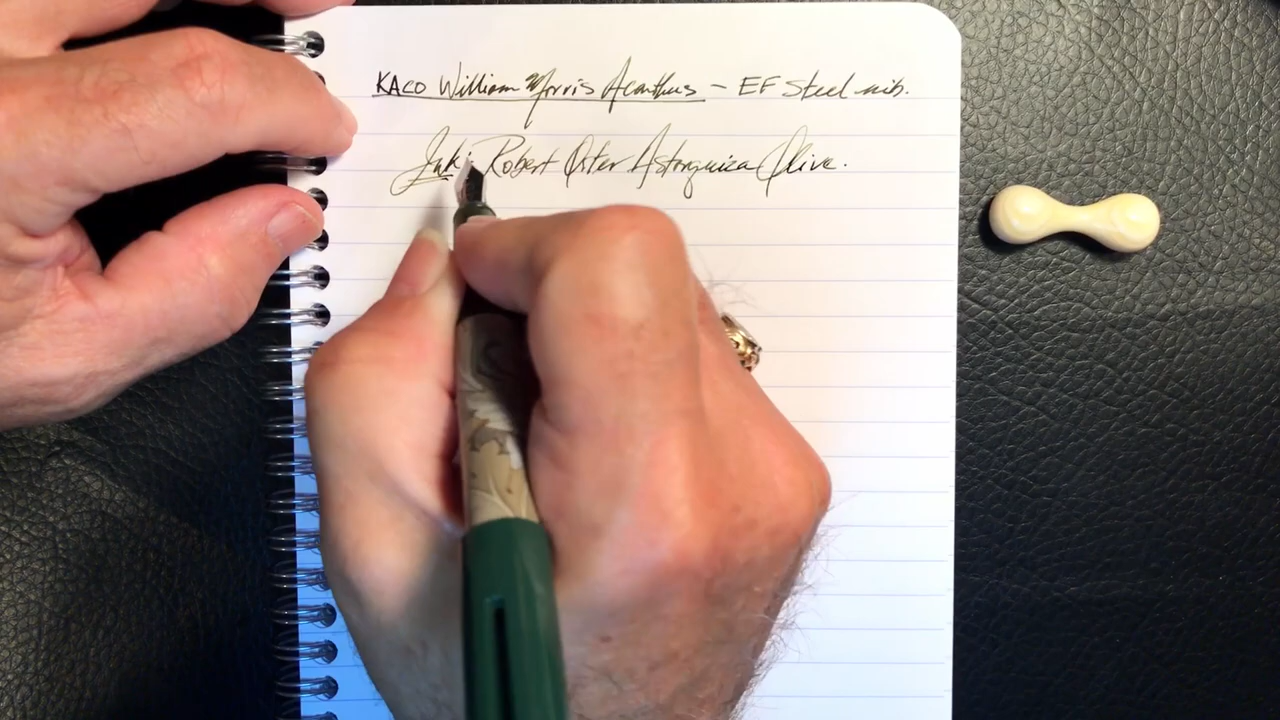 KACO William Morris Acanthus - EF Steel nib.
Ink: Robert Oster Astorquiza Olive.